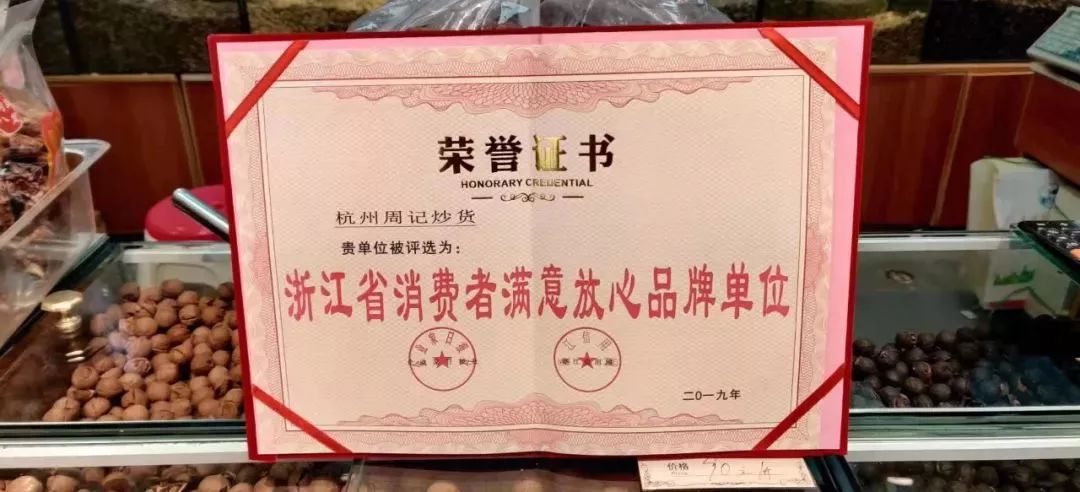 荣誉证书
HONORARY CREDENTIAL
杭州周记炒货
贵单位被评选为：
浙江省消费者满意放心品牌单位
二〇一九年
价格